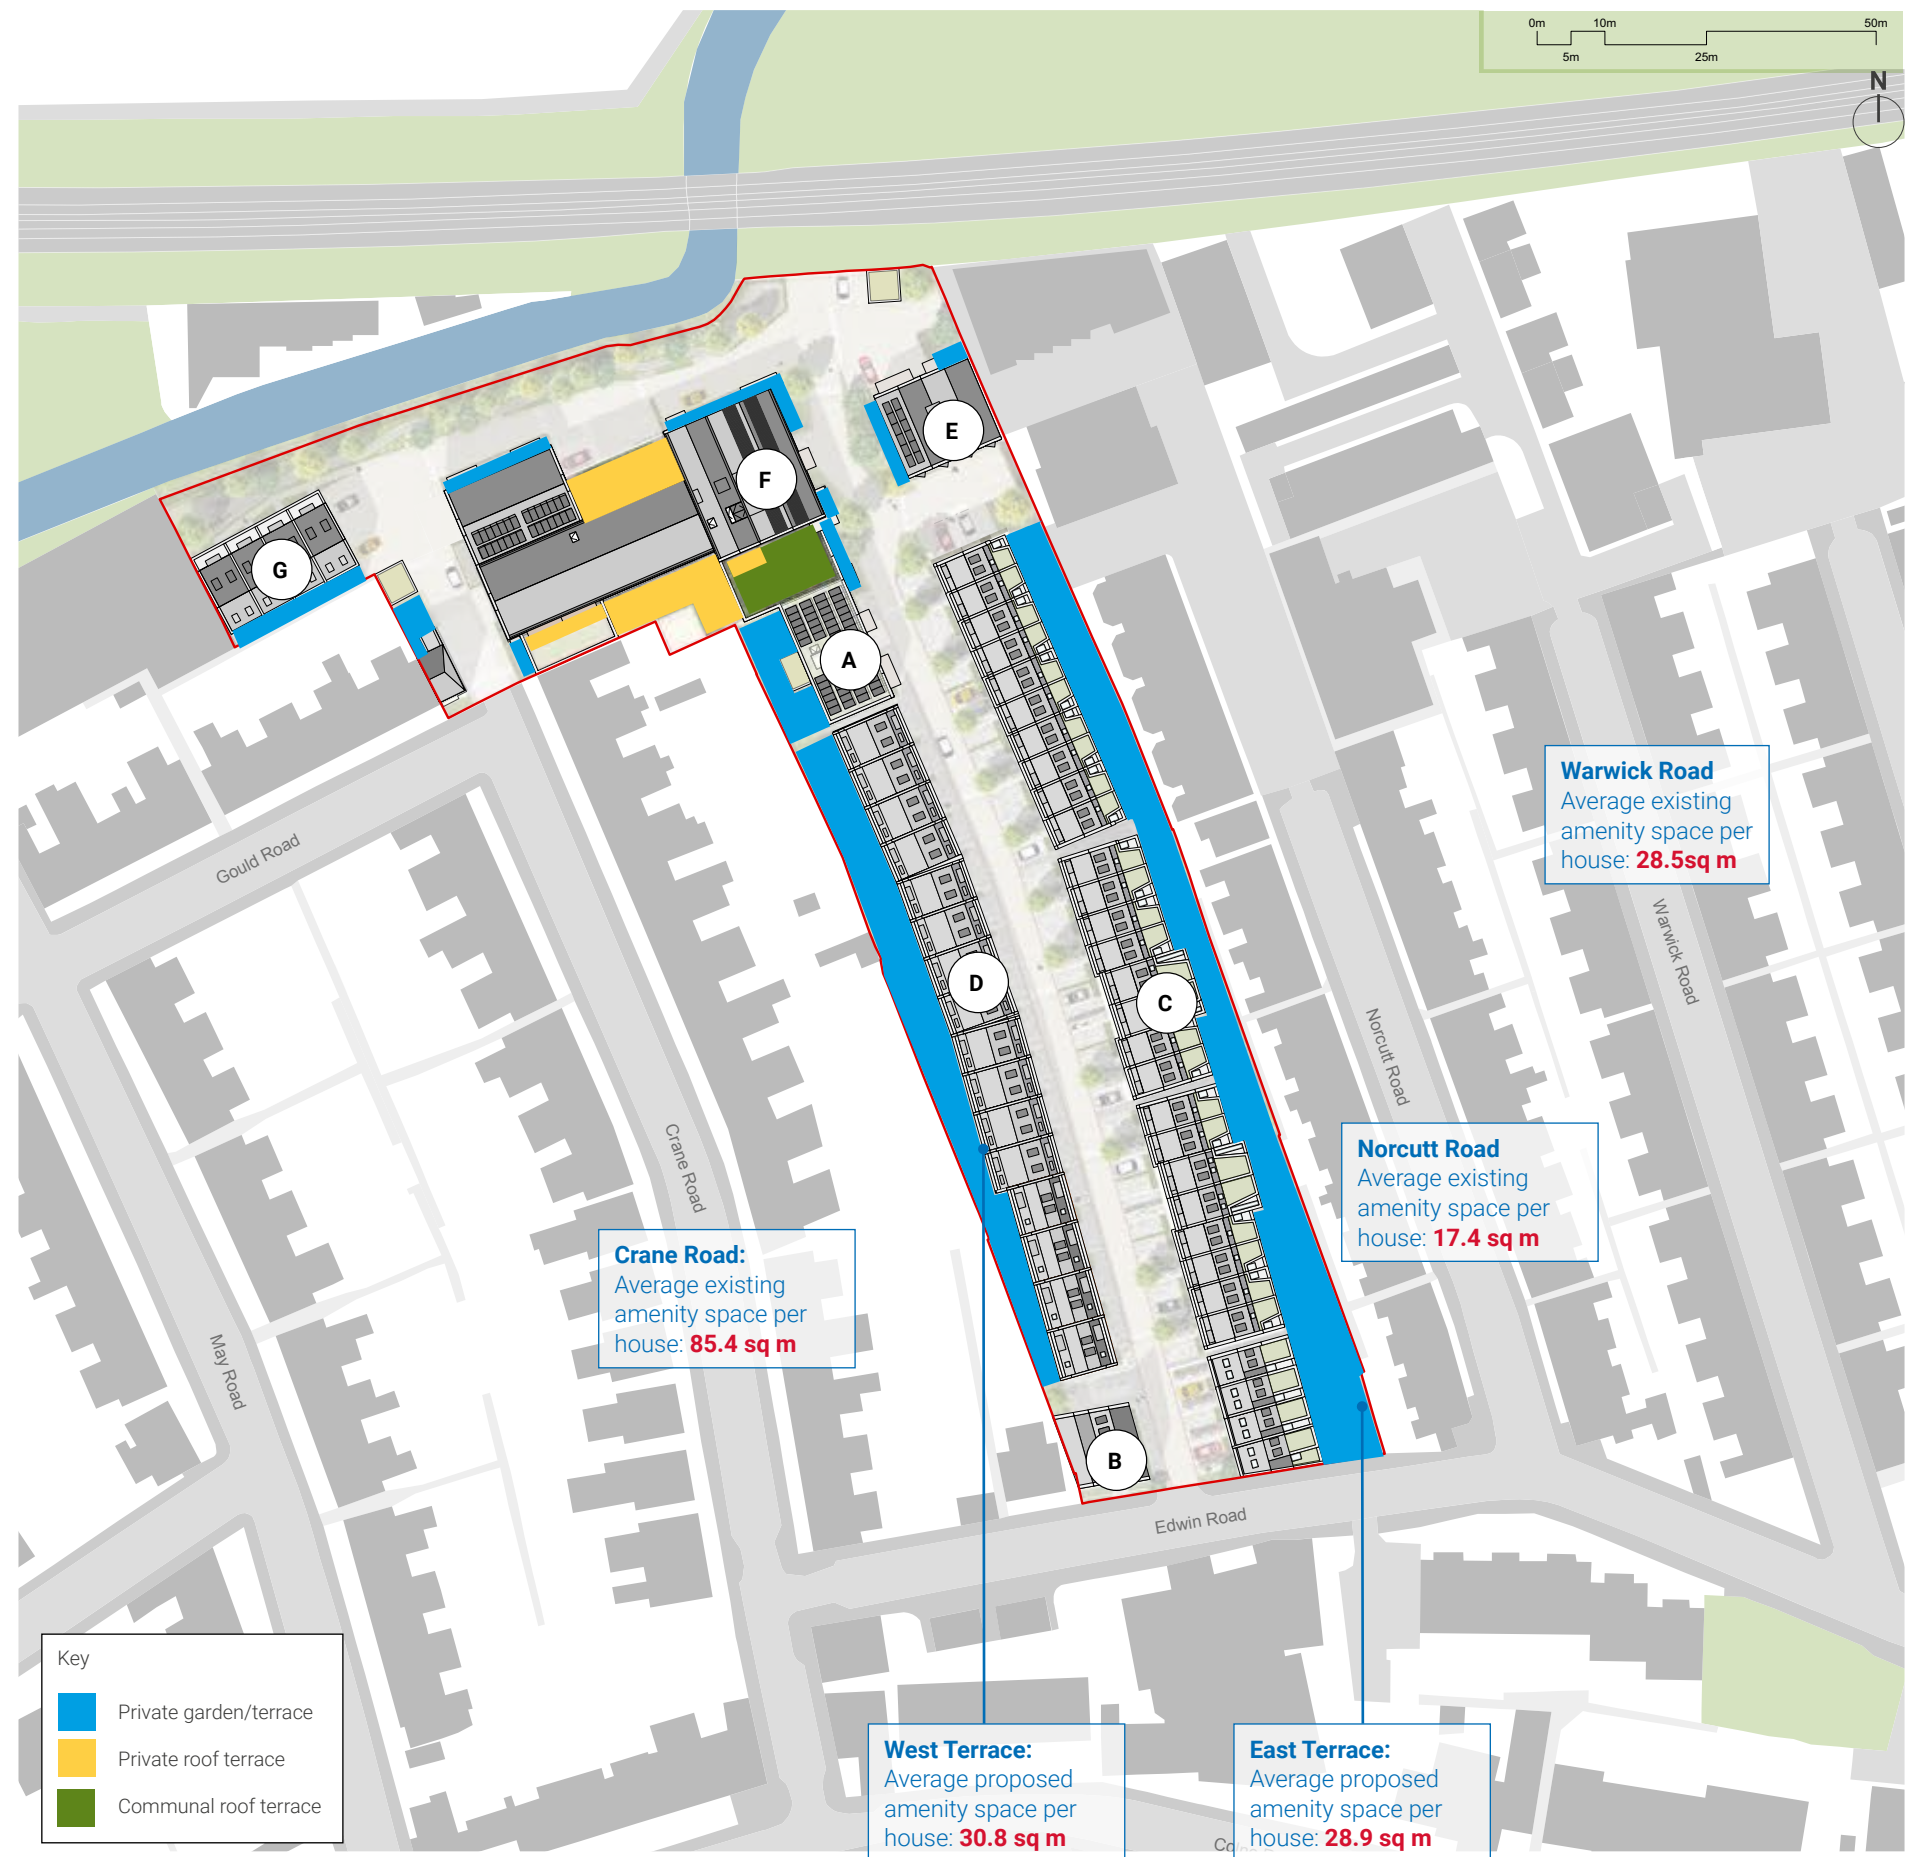 0m 10m 50m
5m 25m
N
E
F
G
A
Warwick Road
Average existing
amenity space per
house: 28.5sq m
Gould Road
Warwick Road
D
C
Norcutt Road
Crane Road
Norcutt Road
Average existing
amenity space per
house: 17.4 sq m
Crane Road:
Average existing
amenity space per
house: 85.4 sq m
May Road
B
Edwin Road
Key
Private garden/terrace
Private roof terrace
Communal roof terrace
West Terrace:
Average proposed
amenity space per
house: 30.8 sq m
East Terrace:
Average proposed
amenity space per
house: 28.9 sq m